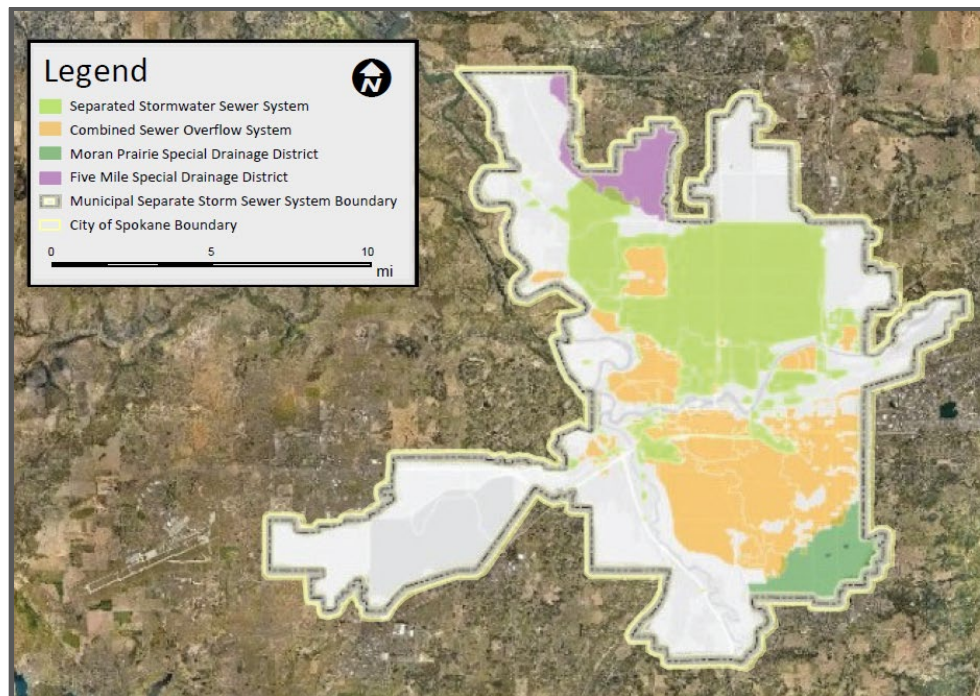 Legend
N
Separated Stormwater Sewer System
Combined Sewer Overflow System
Moran Prairie Special Drainage District
Five Mile Special Drainage District
Municipal Separate Storm Sewer System Boundary
City of Spokane Boundary
0 5 10
mi